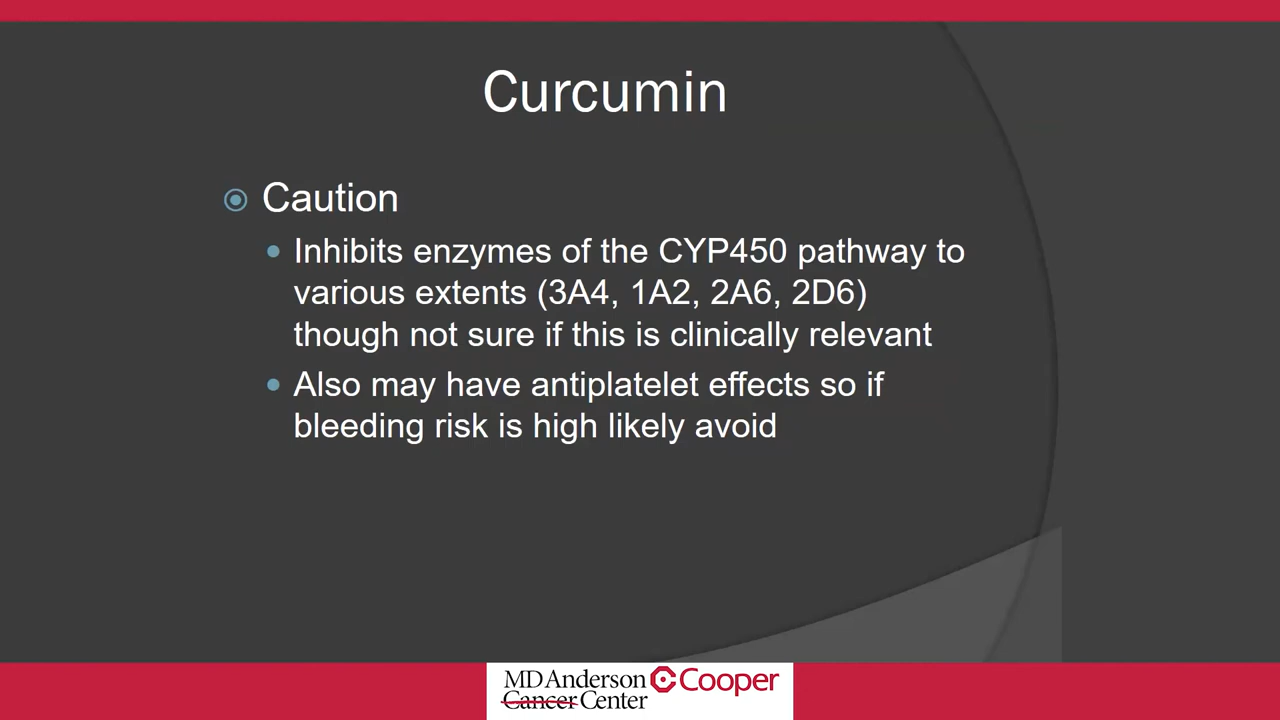 Curcumin
Caution
Inhibits enzymes of the CYP450 pathway to
various extents (3A4, 1A2, 2A6, 2D6)
though not sure if this is clinically relevant
Also may have antiplatelet effects so if
bleeding risk is high likely avoid
MD Anderson Cooper
Cancer Center